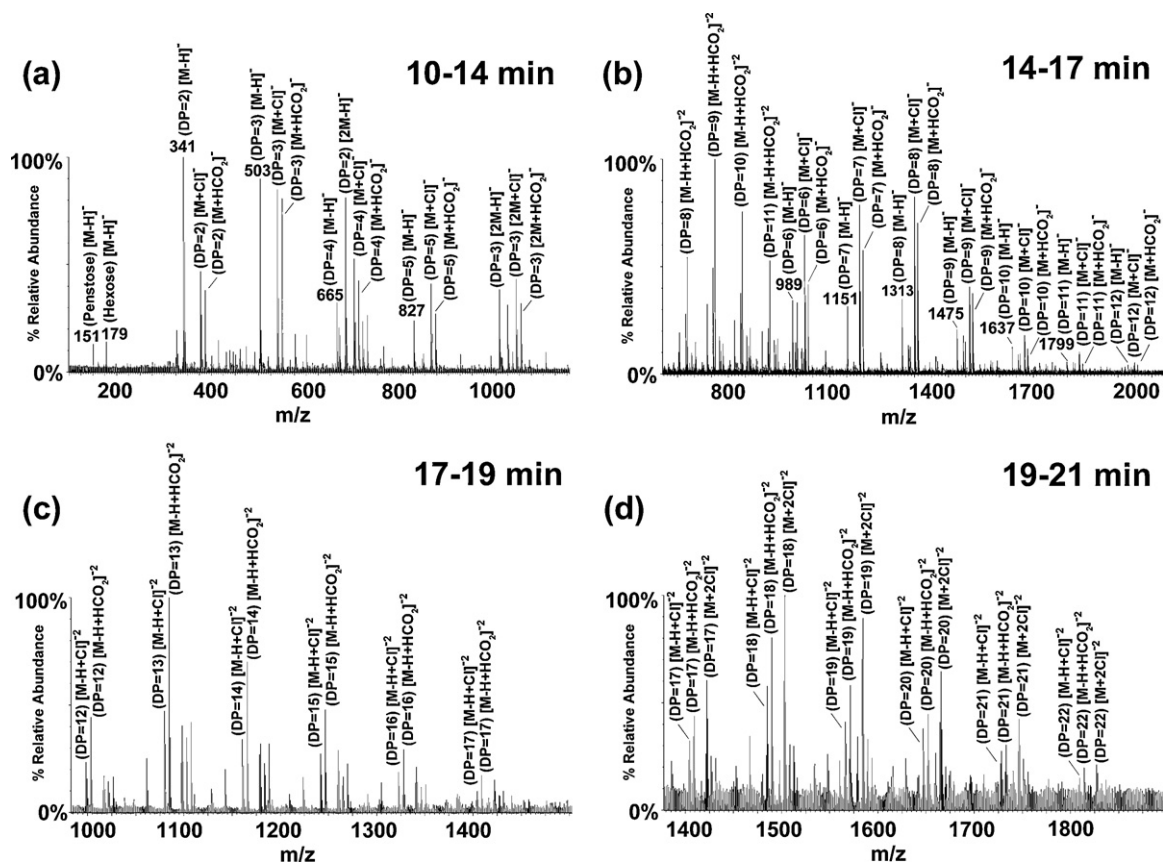 (a)
10-14 min
% Relative Abundance
100%
0%
151 (Penstose) [M-H]⁻
179 (Hexose) [M-H]⁻
341 (DP=2) [M-H]⁻
(DP=2) [M+Cl]⁻
(DP=2) [M+HCO₂]⁻
503 (DP=3) [M-H]⁻
(DP=3) [M+Cl]⁻
(DP=3) [M+HCO₂]⁻
665 (DP=4) [M-H]⁻
(DP=2) [2M-H]⁻
(DP=4) [M+Cl]⁻
(DP=4) [M+HCO₂]⁻
827 (DP=5) [M-H]⁻
(DP=5) [M+Cl]⁻
(DP=5) [M+HCO₂]⁻
(DP=3) [2M-H]⁻
(DP=3) [2M+Cl]⁻
(DP=3) [2M+HCO₂]⁻
200 400 600 800 1000
m/z
(b)
14-17 min
% Relative Abundance
100%
0%
(DP=8) [M-H+HCO₂]⁻²
(DP=9) [M-H+HCO₂]⁻²
(DP=10) [M-H+HCO₂]⁻²
(DP=11) [M-H+HCO₂]⁻²
989 (DP=6) [M-H]⁻
(DP=6) [M+Cl]⁻
(DP=6) [M+HCO₂]⁻
1151 (DP=7) [M-H]⁻
(DP=7) [M+Cl]⁻
(DP=7) [M+HCO₂]⁻
1313 (DP=8) [M-H]⁻
(DP=8) [M+Cl]⁻
(DP=8) [M+HCO₂]⁻
1475 (DP=9) [M-H]⁻
(DP=9) [M+Cl]⁻
(DP=9) [M+HCO₂]⁻
1637 (DP=10) [M-H]⁻
(DP=10) [M+Cl]⁻
(DP=10) [M+HCO₂]⁻
1799 (DP=11) [M-H]⁻
(DP=11) [M+Cl]⁻
(DP=11) [M+HCO₂]⁻
(DP=12) [M-H]⁻
(DP=12) [M+Cl]⁻
(DP=12) [M+HCO₂]⁻
800 1100 1400 1700 2000
m/z
(c)
17-19 min
% Relative Abundance
100%
0%
(DP=12) [M-H+Cl]⁻²
(DP=12) [M-H+HCO₂]⁻²
(DP=13) [M-H+Cl]⁻²
(DP=13) [M-H+HCO₂]⁻²
(DP=14) [M-H+Cl]⁻²
(DP=14) [M-H+HCO₂]⁻²
(DP=15) [M-H+Cl]⁻²
(DP=15) [M-H+HCO₂]⁻²
(DP=16) [M-H+Cl]⁻²
(DP=16) [M-H+HCO₂]⁻²
(DP=17) [M-H+Cl]⁻²
(DP=17) [M-H+HCO₂]⁻²
1000 1100 1200 1300 1400
m/z
(d)
19-21 min
% Relative Abundance
100%
0%
(DP=17) [M-H+Cl]⁻²
(DP=17) [M-H+HCO₂]⁻²
(DP=17) [M+2Cl]⁻²
(DP=18) [M-H+Cl]⁻²
(DP=18) [M-H+HCO₂]⁻²
(DP=18) [M+2Cl]⁻²
(DP=19) [M-H+Cl]⁻²
(DP=19) [M-H+HCO₂]⁻²
(DP=19) [M+2Cl]⁻²
(DP=20) [M-H+Cl]⁻²
(DP=20) [M-H+HCO₂]⁻²
(DP=20) [M+2Cl]⁻²
(DP=21) [M-H+Cl]⁻²
(DP=21) [M-H+HCO₂]⁻²
(DP=21) [M+2Cl]⁻²
(DP=22) [M-H+Cl]⁻²
(DP=22) [M-H+HCO₂]⁻²
(DP=22) [M+2Cl]⁻²
1400 1500 1600 1700 1800
m/z